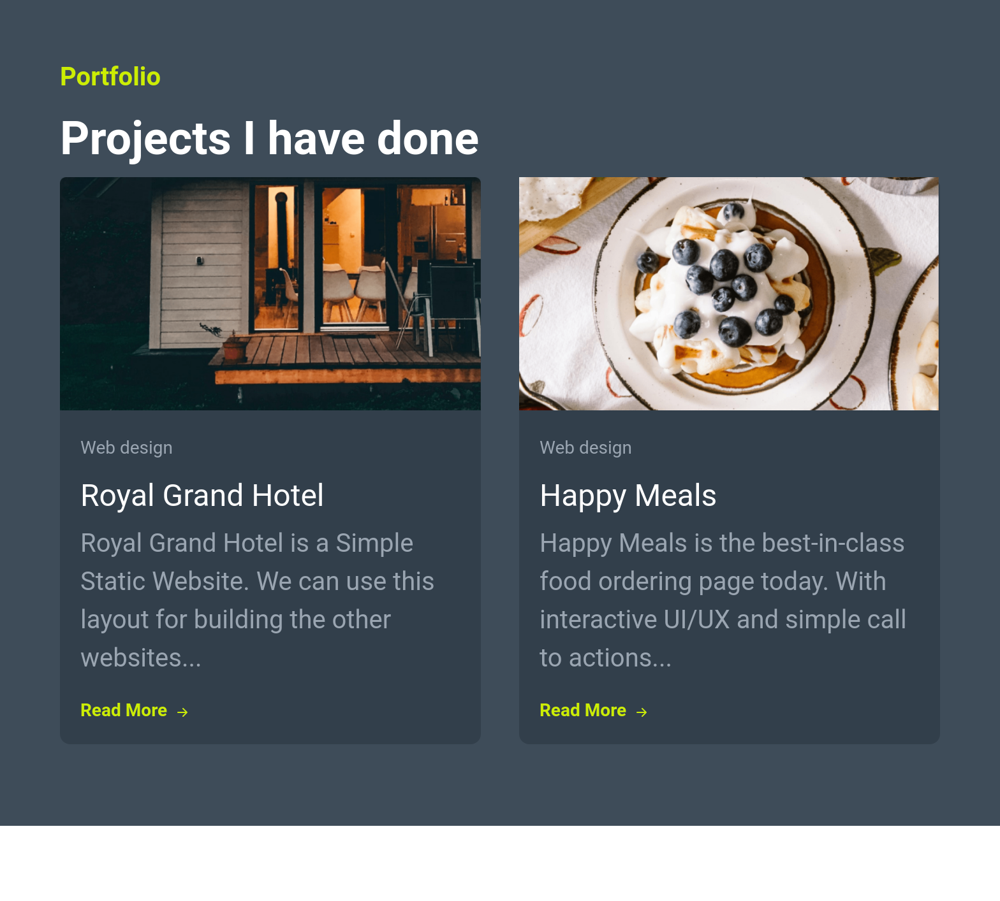 Portfolio
Projects I have done
Web design
Royal Grand Hotel
Royal Grand Hotel is a Simple
Static Website. We can use this
layout for building the other
websites...
Read More →
Web design
Happy Meals
Happy Meals is the best-in-class
food ordering page today. With
interactive UI/UX and simple call
to actions...
Read More →